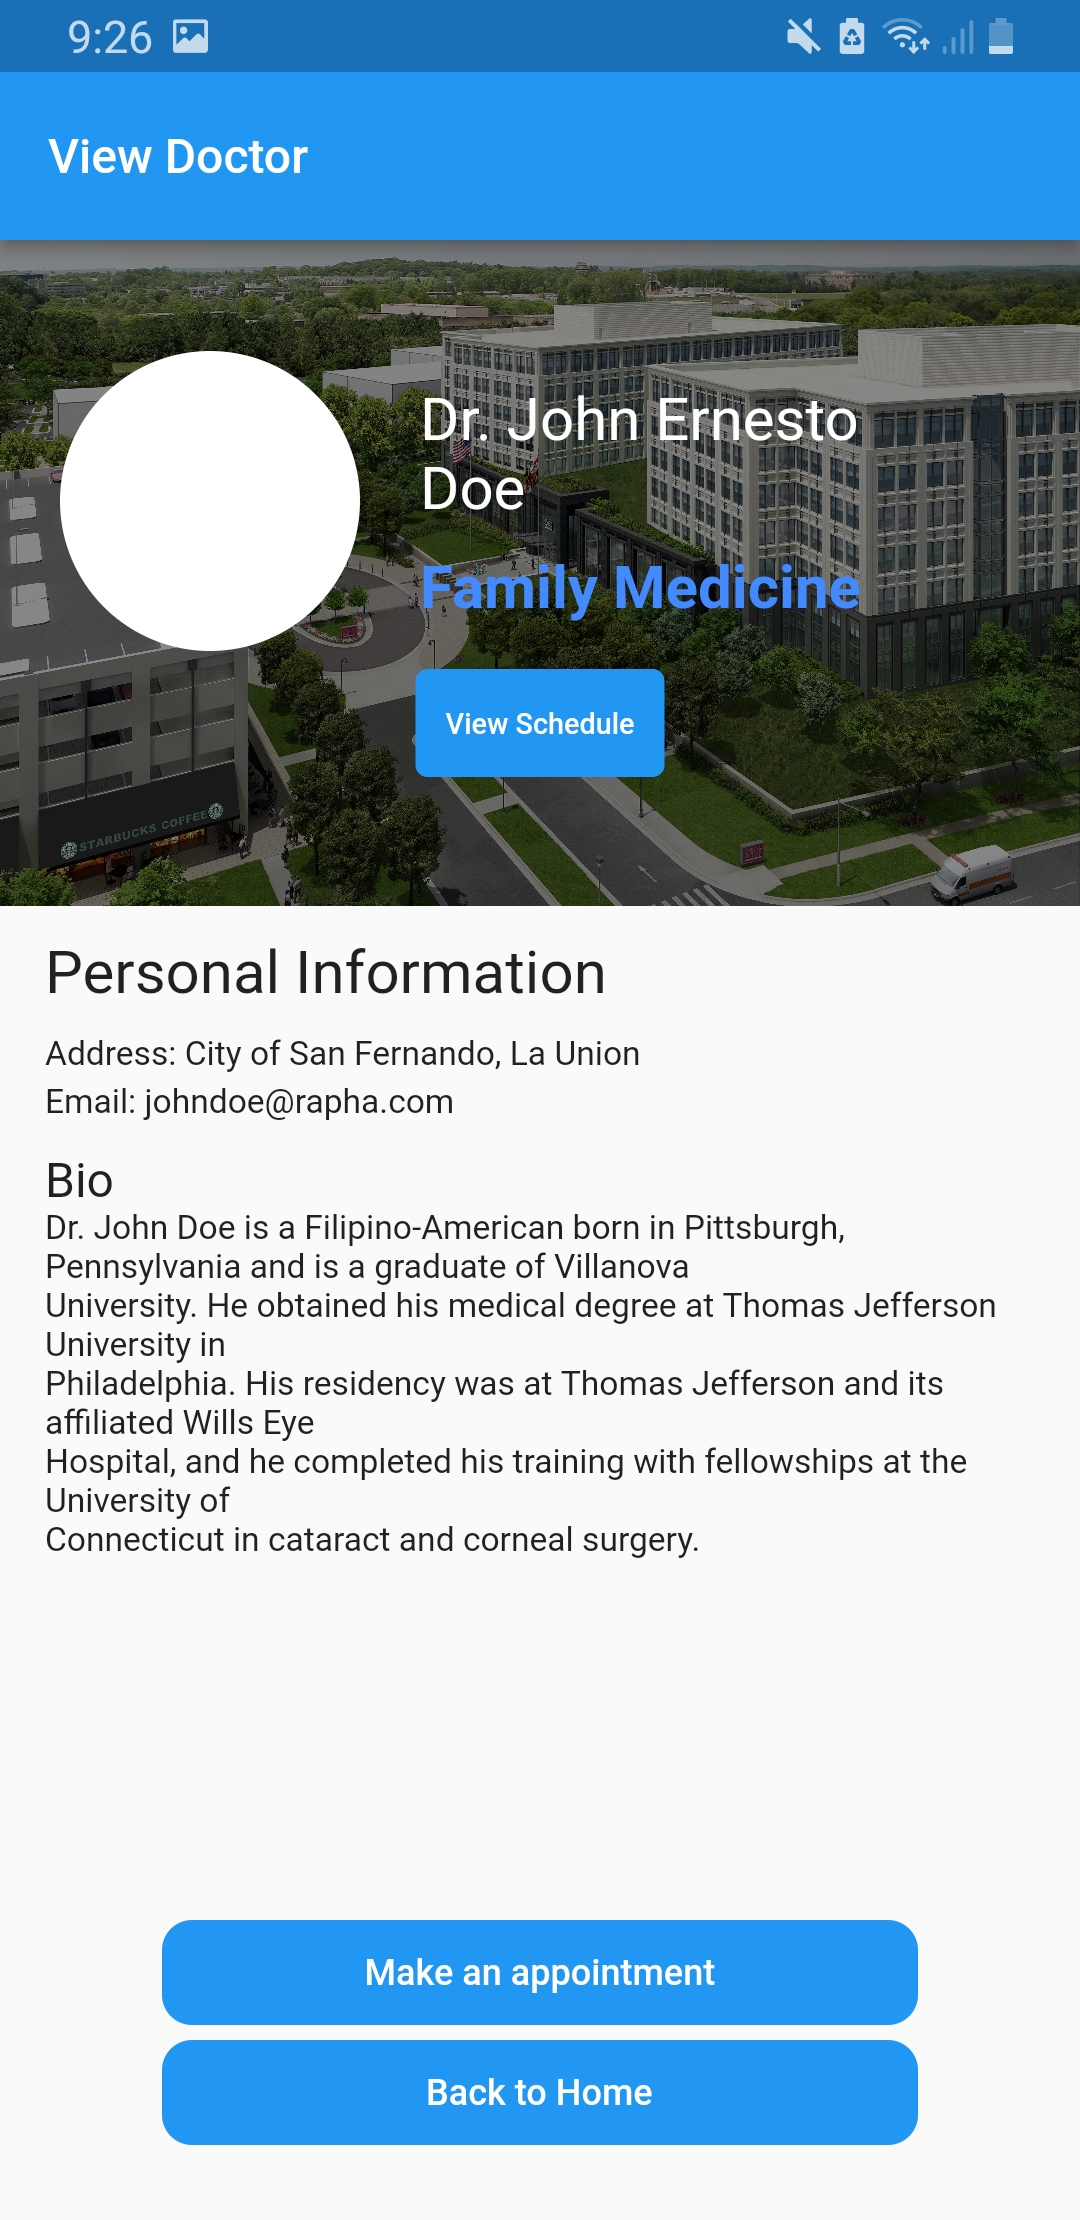 9:26
View Doctor
Dr. John Ernesto
Doe
Family Medicine
View Schedule
STARBUCKS COFFEE
Personal Information
Address: City of San Fernando, La Union
Email: johndoe@rapha.com
Bio
Dr. John Doe is a Filipino-American born in Pittsburgh,
Pennsylvania and is a graduate of Villanova
University. He obtained his medical degree at Thomas Jefferson
University in
Philadelphia. His residency was at Thomas Jefferson and its
affiliated Wills Eye
Hospital, and he completed his training with fellowships at the
University of
Connecticut in cataract and corneal surgery.
Make an appointment
Back to Home